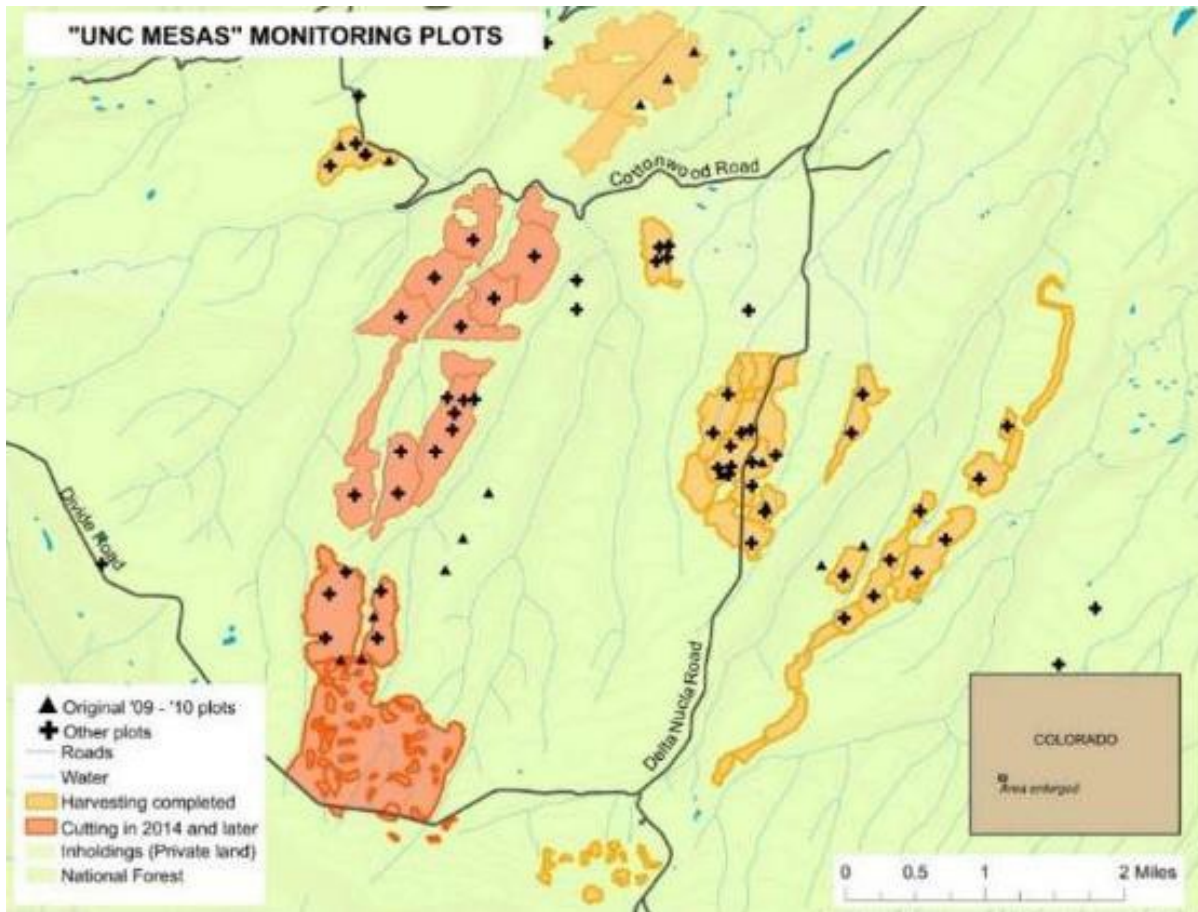 "UNC MESAS" MONITORING PLOTS
Cottonwood Road
Divide Road
Delta Nucla Road
Original '09 - '10 plots
Other plots
Roads
Water
Harvesting completed
Cutting in 2014 and later
Inholdings (Private land)
National Forest
COLORADO
Area enlarged
0 0.5 1 2 Miles